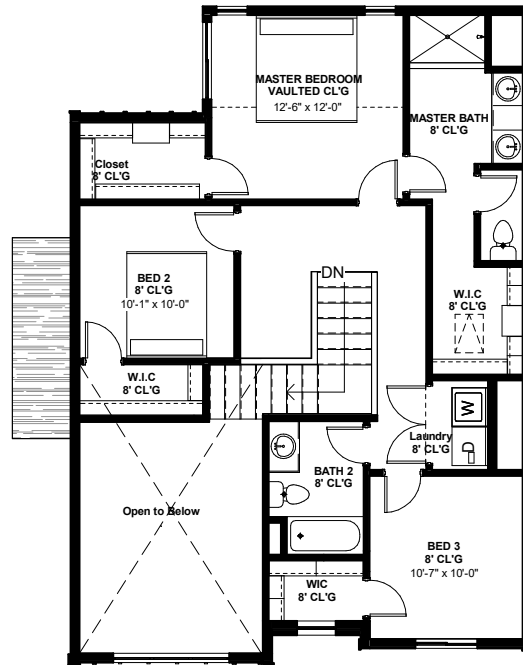 MASTER BEDROOM
VAULTED CL'G
12'-6" x 12'-0"
MASTER BATH
8' CL'G
Closet
8' CL'G
BED 2
8' CL'G
10'-1" x 10'-0"
DN
W.I.C
8' CL'G
W.I.C
8' CL'G
W
D
Laundry
8' CL'G
BATH 2
8' CL'G
Open to Below
BED 3
8' CL'G
10'-7" x 10'-0"
WIC
8' CL'G